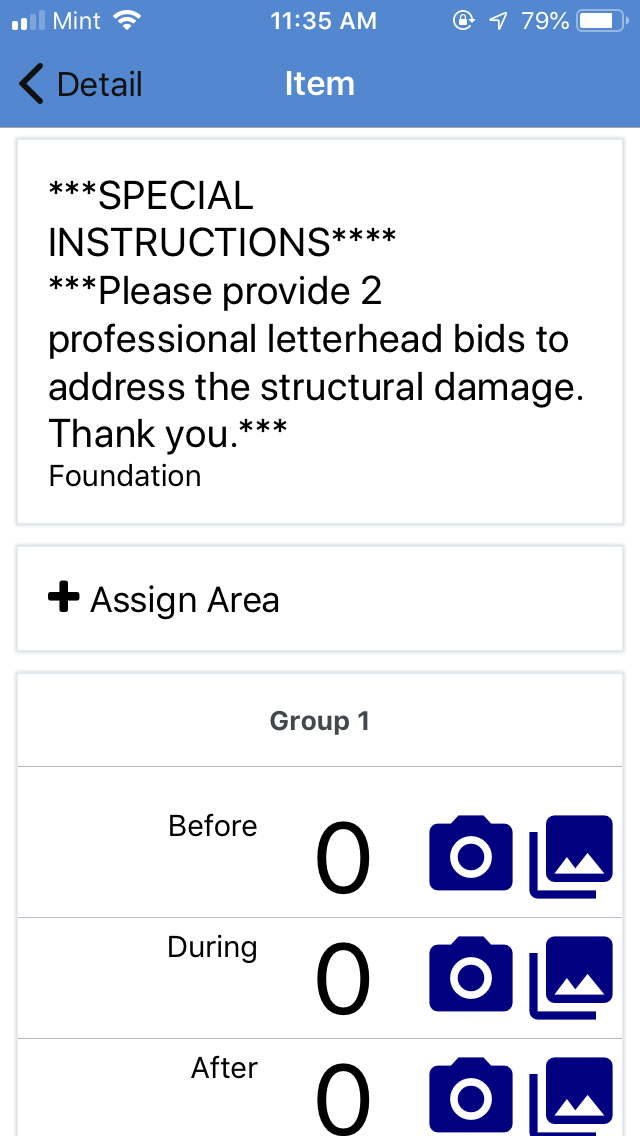 Mint 11:35 AM 79%
Detail Item
***SPECIAL
INSTRUCTIONS****
***Please provide 2
professional letterhead bids to
address the structural damage.
Thank you.***
Foundation
Assign Area
Group 1
Before 0
During 0
After 0